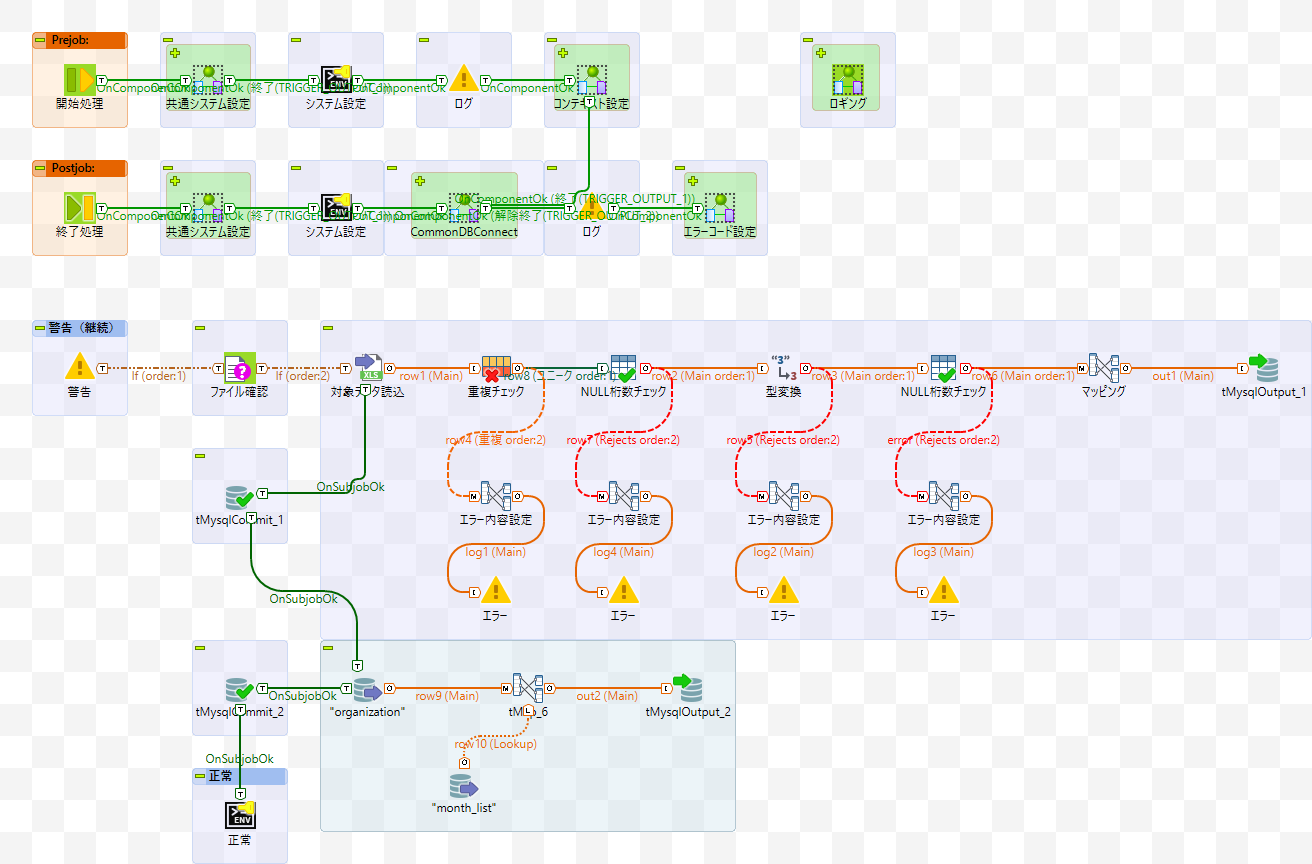 Prejob:
開始処理
OnComponentOk
共通システム設定
OnComponentOk (終了(TRIGGER_OUTPUT_1))
ENV
システム設定
OnComponentOk
ログ
OnComponentOk
コンテキスト設定
ロギング
Postjob:
終了処理
OnComponentOk
共通システム設定
OnComponentOk (終了(TRIGGER_OUTPUT_1))
ENV
システム設定
OnComponentOk
CommonDBConnect
OnComponentOk (終了(TRIGGER_OUTPUT_1))
OnComponentOk (解除終了(TRIGGER_OUTPUT_2))
ログ
OnComponentOk
エラーコード設定
警告（継続）
警告
If (order:1)
ファイル確認
If (order:2)
XLS
対象データ読込
row1 (Main)
重複チェック
row8 (ユニーク order:1)
NULL桁数チェック
row2 (Main order:1)
型変換
row3 (Main order:1)
NULL桁数チェック
row6 (Main order:1)
マッピング
out1 (Main)
tMysqlOutput_1
row4 (重複 order:2)
row7 (Rejects order:2)
row5 (Rejects order:2)
error (Rejects order:2)
OnSubjobOk
tMysqlCommit_1
エラー内容設定
エラー内容設定
エラー内容設定
エラー内容設定
log1 (Main)
log4 (Main)
log2 (Main)
log3 (Main)
エラー
エラー
エラー
エラー
OnSubjobOk
tMysqlCommit_2
OnSubjobOk
"organization"
row9 (Main)
tMap_6
out2 (Main)
tMysqlOutput_2
row10 (Lookup)
"month_list"
OnSubjobOk
正常
ENV
正常